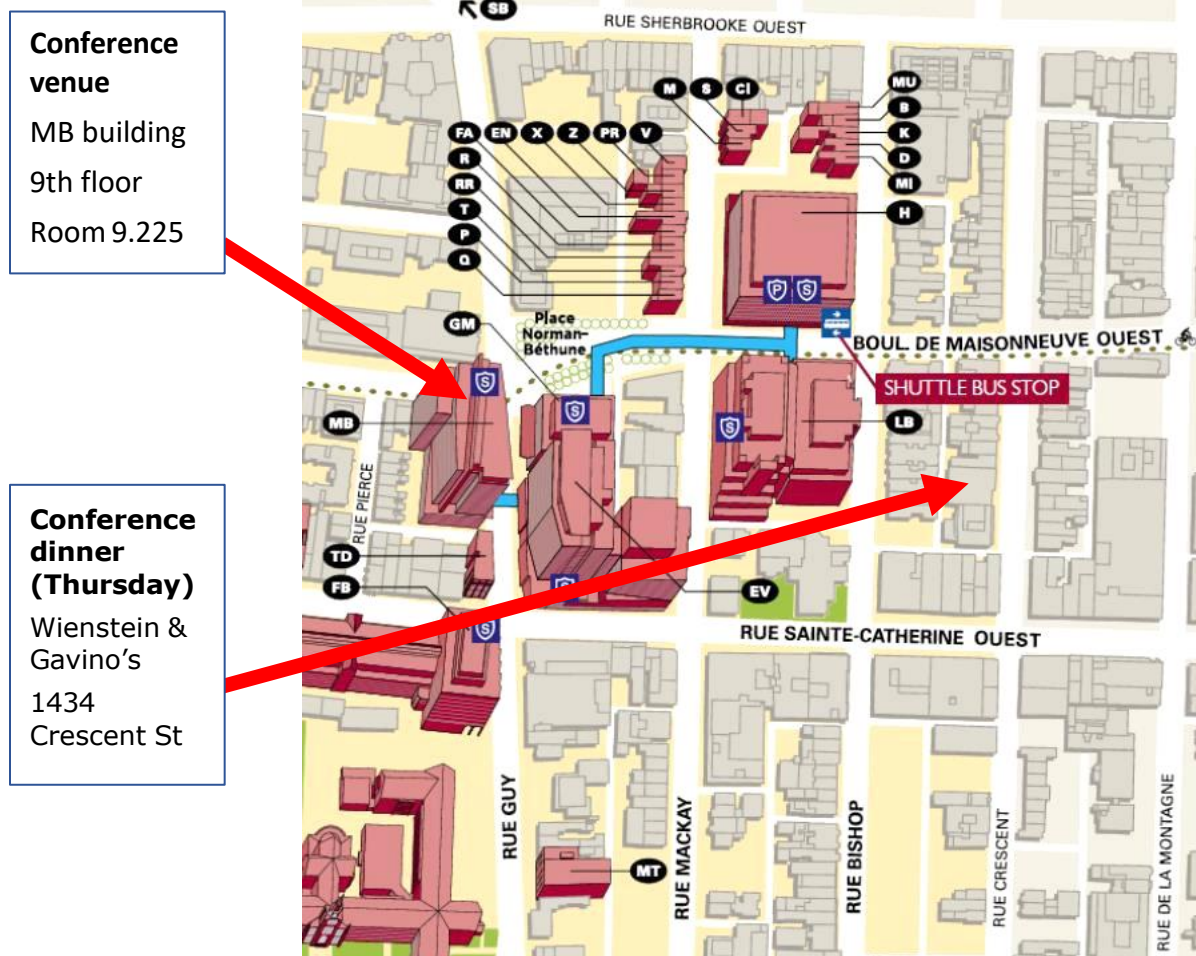 Conference
venue
MB building
9th floor
Room 9.225
Conference
dinner
(Thursday)
Wienstein &
Gavino’s
1434
Crescent St
SB
RUE SHERBROOKE OUEST
M
S
CI
MU
B
K
D
MI
H
FA
EN
X
Z
PR
V
R
RR
T
P
Q
P
S
GM
Place
Norman-
Béthune
BOUL. DE MAISONNEUVE OUEST
SHUTTLE BUS STOP
S
S
S
MB
LB
RUE PIERCE
TD
FB
S
S
EV
RUE SAINTE-CATHERINE OUEST
RUE GUY
RUE MACKAY
RUE BISHOP
RUE CRESCENT
RUE DE LA MONTAGNE
MT